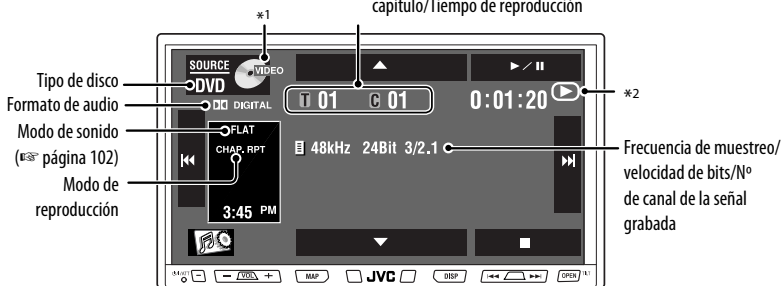 capítulo/Tiempo de reproducción
*1
SOURCE
DVD
VIDEO
Tipo de disco
T 01 C 01 0:01:20
*2
Formato de audio
DIGITAL
Modo de sonido
(☞ página 102)
FLAT
CHAP. RPT
48kHz 24Bit 3/2.1
Frecuencia de muestreo/
velocidad de bits/Nº
de canal de la señal
grabada
Modo de
reproducción
3:45 PM
VOL
MAP
JVC
DISP
OPEN